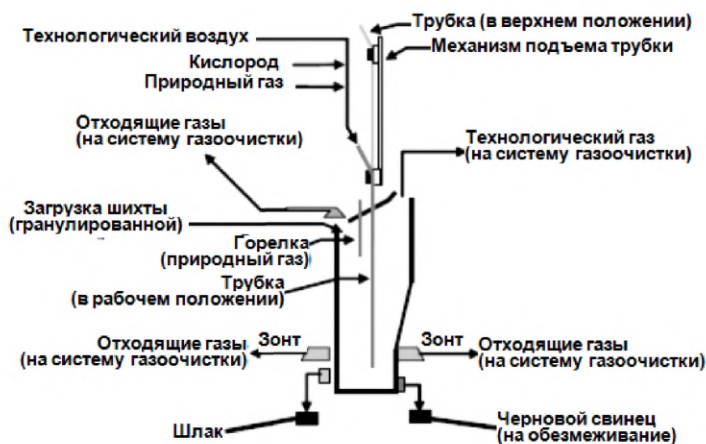 Трубка (в верхнем положении)
Технологический воздух
Механизм подъема трубки
Кислород
Природный газ
Отходящие газы
(на систему газоочистки)
Технологический газ
(на систему газоочистки)
Загрузка шихты
(гранулированной)
Горелка
(природный газ)
Трубка
(в рабочем положении)
Отходящие газы
(на систему газоочистки)
Зонт
Зонт
Отходящие газы
(на систему газоочистки)
Шлак
Черновой свинец
(на обезмеживание)